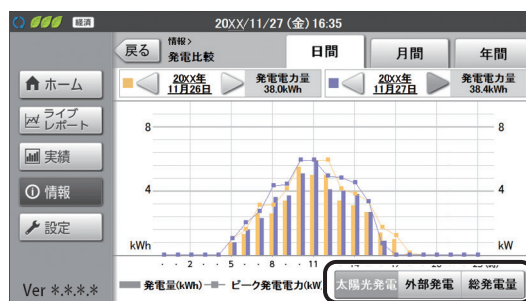 経済
20XX/11/27 (金) 16:35
戻る
情報>
発電比較
日間
月間
年間
20XX年
11月26日
発電電力量
38.0kWh
20XX年
11月27日
発電電力量
38.4kWh
ホーム
ライブ
レポート
実績
情報
設定
Ver *.*.*.*
8
8
4
4
kWh
kW
2
5
8
11
発電量(kWh)
ピーク発電電力(kW
太陽光発電
外部発電
総発電量